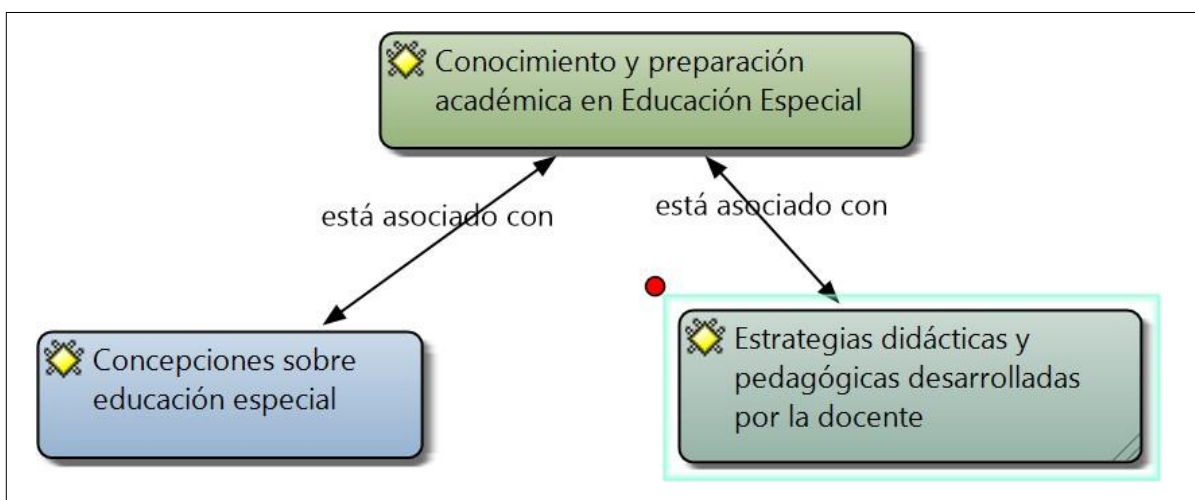 Conocimiento y preparación
académica en Educación Especial
está asociado con
está asociado con
Concepciones sobre
educación especial
Estrategias didácticas y
pedagógicas desarrolladas
por la docente